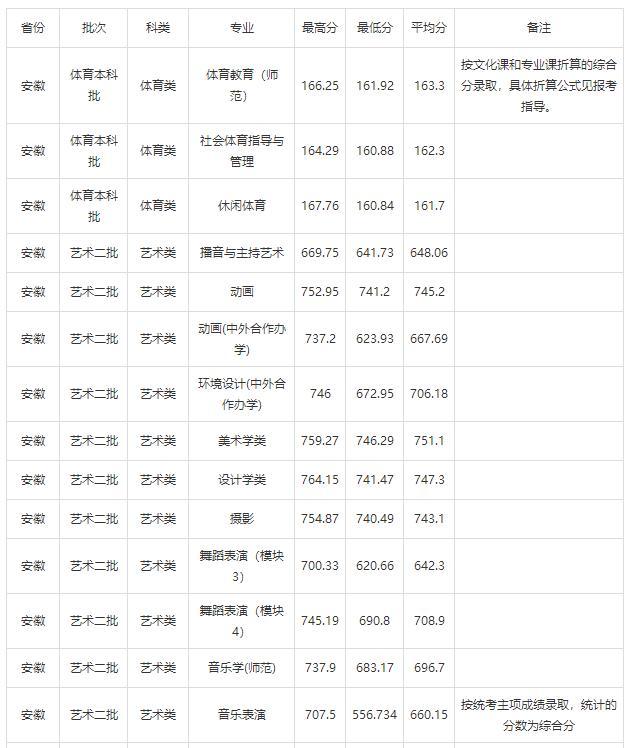 省份 批次 科类 专业 最高分 最低分 平均分 备注
安徽 体育本科批 体育类 体育教育（师范） 166.25 161.92 163.3 按文化课和专业课折算的综合分录取，具体折算公式见报考指导。
安徽 体育本科批 体育类 社会体育指导与管理 164.29 160.88 162.3
安徽 体育本科批 体育类 休闲体育 167.76 160.84 161.7
安徽 艺术二批 艺术类 播音与主持艺术 669.75 641.73 648.06
安徽 艺术二批 艺术类 动画 752.95 741.2 745.2
安徽 艺术二批 艺术类 动画(中外合作办学) 737.2 623.93 667.69
安徽 艺术二批 艺术类 环境设计(中外合作办学) 746 672.95 706.18
安徽 艺术二批 艺术类 美术学类 759.27 746.29 751.1
安徽 艺术二批 艺术类 设计学类 764.15 741.47 747.3
安徽 艺术二批 艺术类 摄影 754.87 740.49 743.1
安徽 艺术二批 艺术类 舞蹈表演（模块3） 700.33 620.66 642.3
安徽 艺术二批 艺术类 舞蹈表演（模块4） 745.19 690.8 708.9
安徽 艺术二批 艺术类 音乐学(师范) 737.9 683.17 696.7
安徽 艺术二批 艺术类 音乐表演 707.5 556.734 660.15 按统考主项成绩录取，统计的分数为综合分